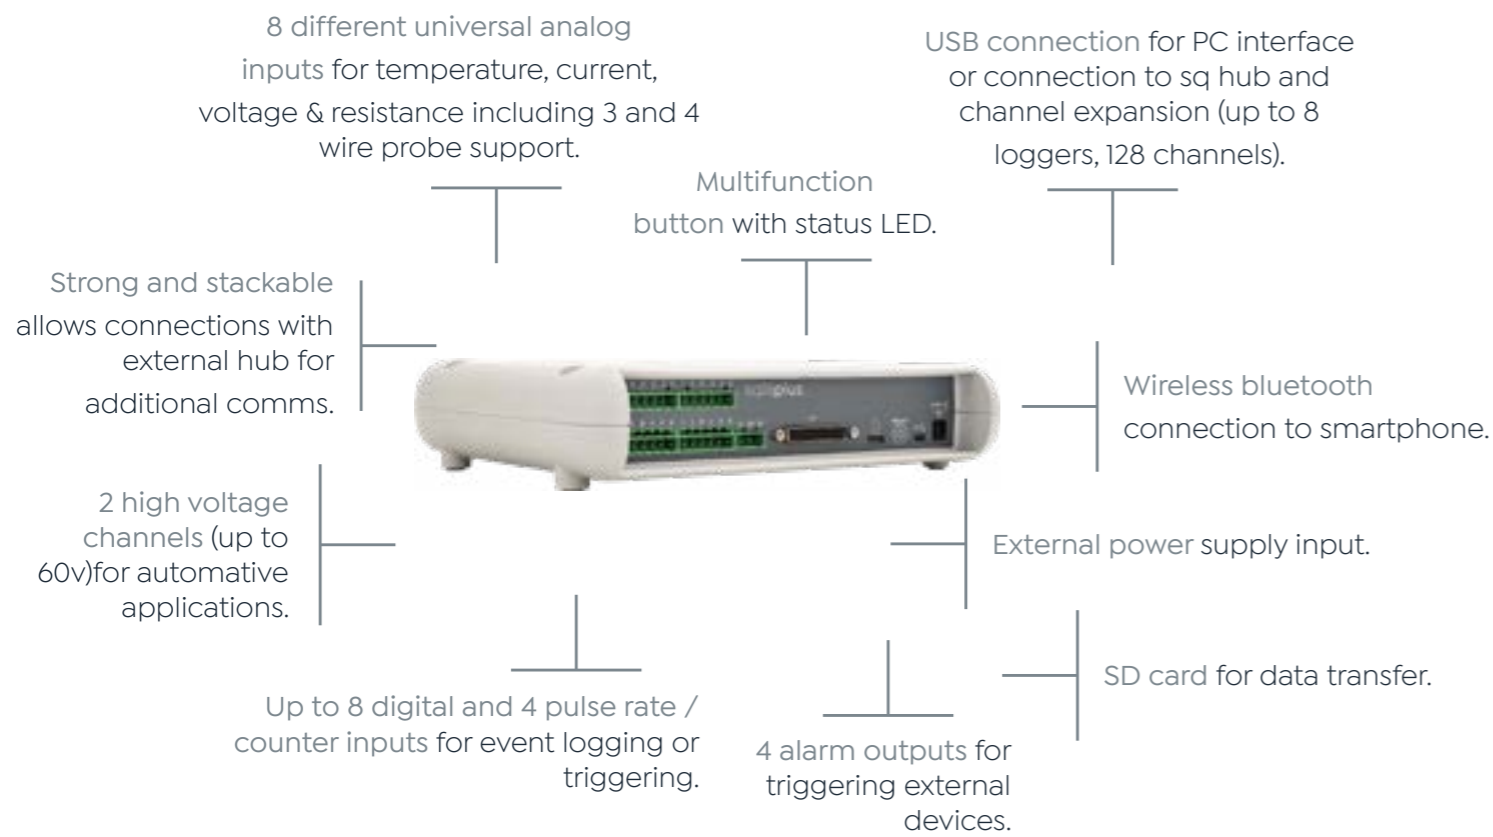 8 different universal analog
inputs for temperature, current,
voltage & resistance including 3 and 4
wire probe support.
USB connection for PC interface
or connection to sq hub and
channel expansion (up to 8
loggers, 128 channels).
Multifunction
button with status LED.
Strong and stackable
allows connections with
external hub for
additional comms.
plus
Wireless bluetooth
connection to smartphone.
2 high voltage
channels (up to
60v)for automative
applications.
External power supply input.
SD card for data transfer.
Up to 8 digital and 4 pulse rate /
counter inputs for event logging or
triggering.
4 alarm outputs for
triggering external
devices.